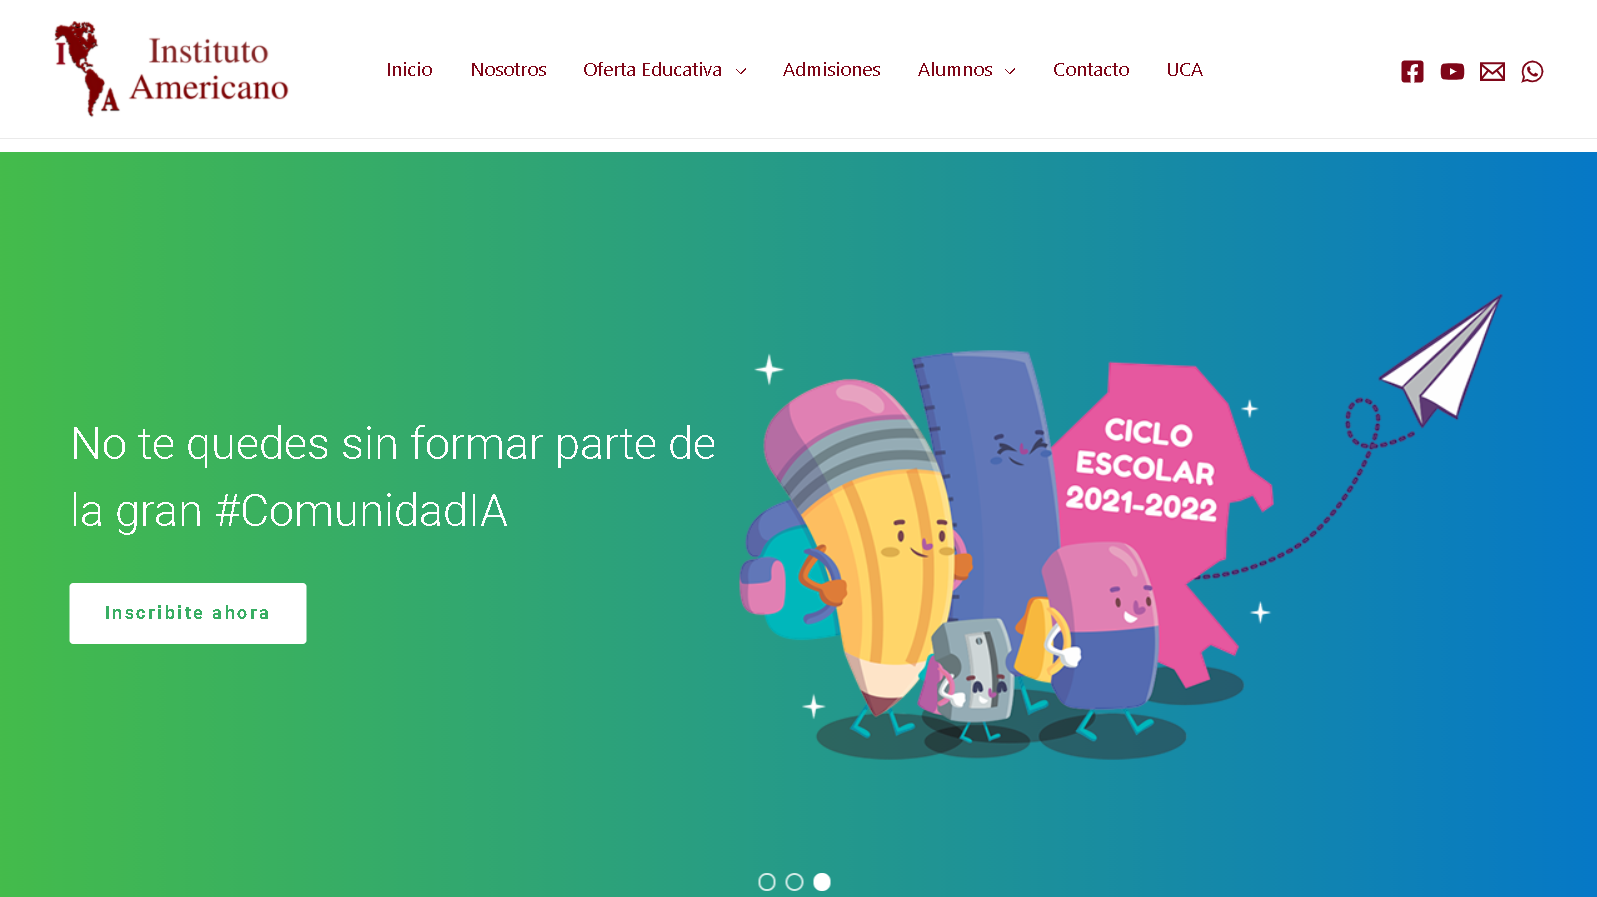 I
A
Instituto
Americano
Inicio
Nosotros
Oferta Educativa
Admisiones
Alumnos
Contacto
UCA
No te quedes sin formar parte de
la gran #ComunidadIA
Inscribite ahora
CICLO
ESCOLAR
2021-2022